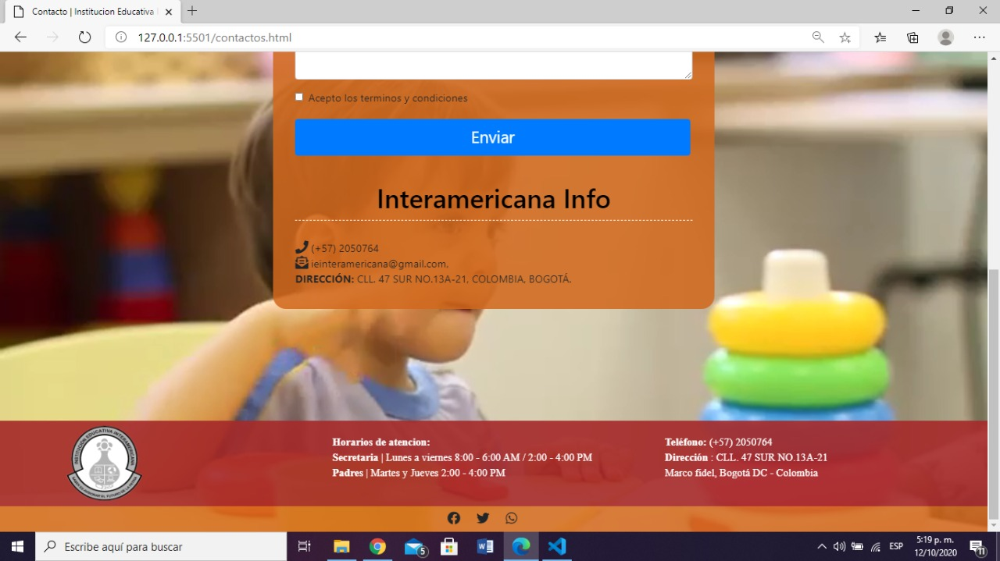 Contacto | Institucion Educativa I
127.0.0.1:5501/contactos.html
Acepto los terminos y condiciones
Enviar
Interamericana Info
(+57) 2050764
ieinteramericana@gmail.com.
DIRECCIÓN: CLL. 47 SUR NO.13A-21, COLOMBIA, BOGOTÁ.
INSTITUCIÓN EDUCATIVA INTERAMERICANA
Horarios de atencion:
Secretaria | Lunes a viernes 8:00 - 6:00 AM / 2:00 - 4:00 PM
Padres | Martes y Jueves 2:00 - 4:00 PM
Teléfono: (+57) 2050764
Dirección : CLL. 47 SUR NO.13A-21
Marco fidel, Bogotá DC - Colombia
Escribe aquí para buscar
5
ESP
5:19 p. m.
12/10/2020
11